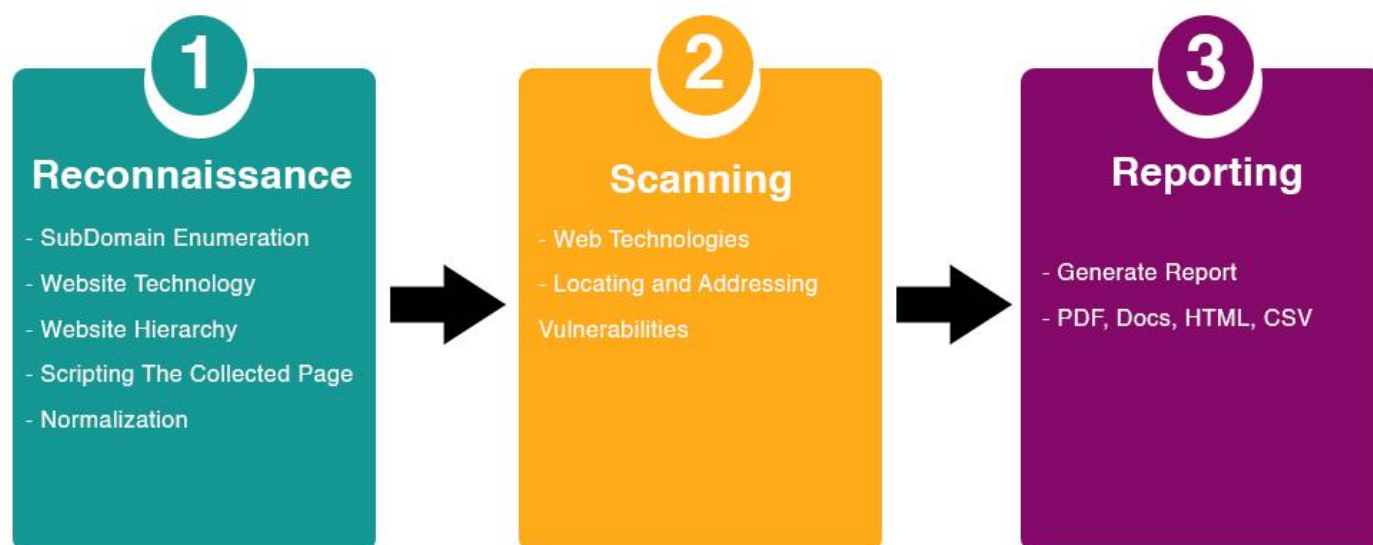 1
Reconnaissance
- SubDomain Enumeration
- Website Technology
- Website Hierarchy
- Scripting The Collected Page
- Normalization
2
Scanning
- Web Technologies
- Locating and Addressing
Vulnerabilities
3
Reporting
- Generate Report
- PDF, Docs, HTML, CSV